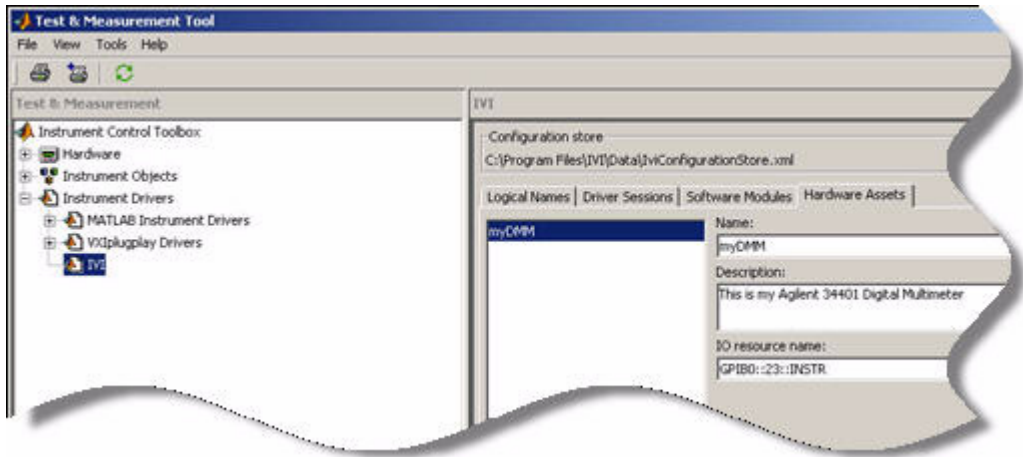 Test & Measurement Tool
File View Tools Help
Test & Measurement
Instrument Control Toolbox
Hardware
Instrument Objects
Instrument Drivers
MATLAB Instrument Drivers
VXIplugplay Drivers
IVI
IVI
Configuration store
C:\Program Files\IVI\Data\IviConfigurationStore.xml
Logical Names Driver Sessions Software Modules Hardware Assets
myDMM
Name:
myDMM
Description:
This is my Agilent 34401 Digital Multimeter
IO resource name:
GPIB0::23::INSTR